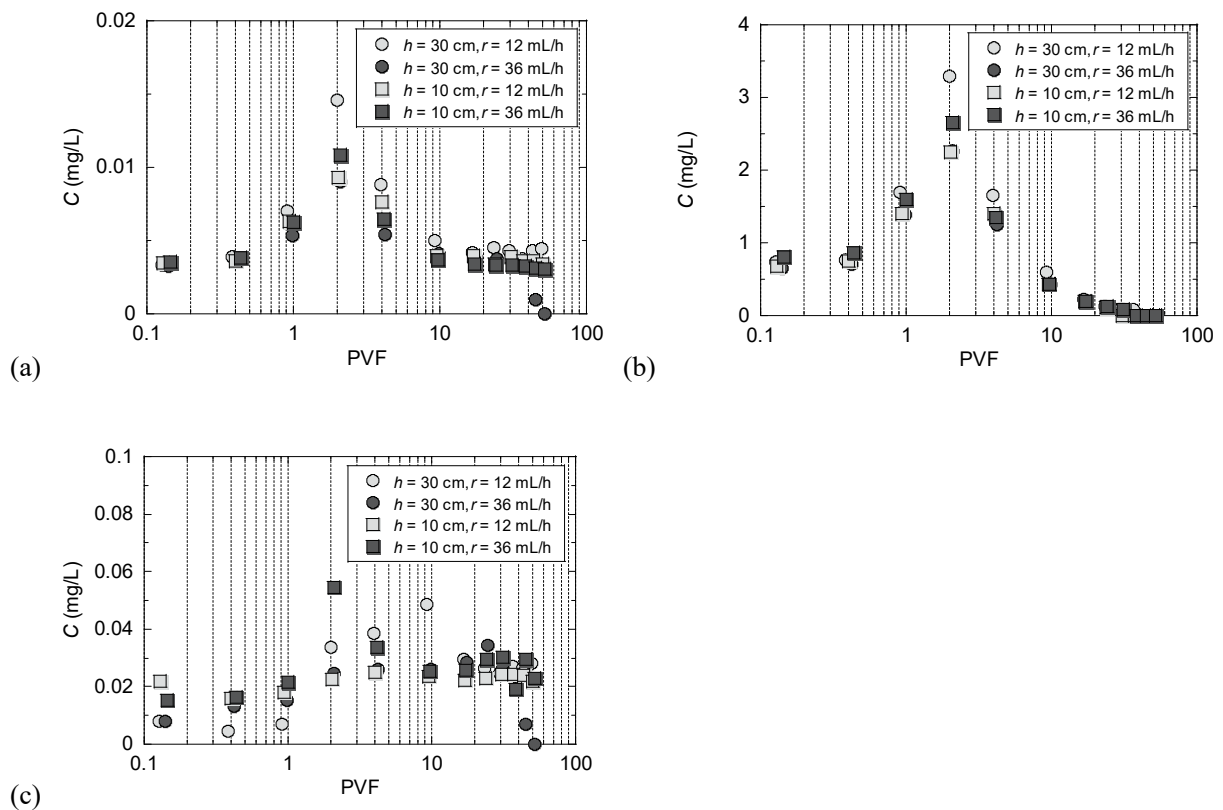 0.02
0.01
0
C (mg/L)
0.1
1
10
100
PVF
h = 30 cm, r = 12 mL/h
h = 30 cm, r = 36 mL/h
h = 10 cm, r = 12 mL/h
h = 10 cm, r = 36 mL/h
(a)
4
3
2
1
0
C (mg/L)
0.1
1
10
100
PVF
h = 30 cm, r = 12 mL/h
h = 30 cm, r = 36 mL/h
h = 10 cm, r = 12 mL/h
h = 10 cm, r = 36 mL/h
(b)
0.1
0.08
0.06
0.04
0.02
0
C (mg/L)
0.1
1
10
100
PVF
h = 30 cm, r = 12 mL/h
h = 30 cm, r = 36 mL/h
h = 10 cm, r = 12 mL/h
h = 10 cm, r = 36 mL/h
(c)